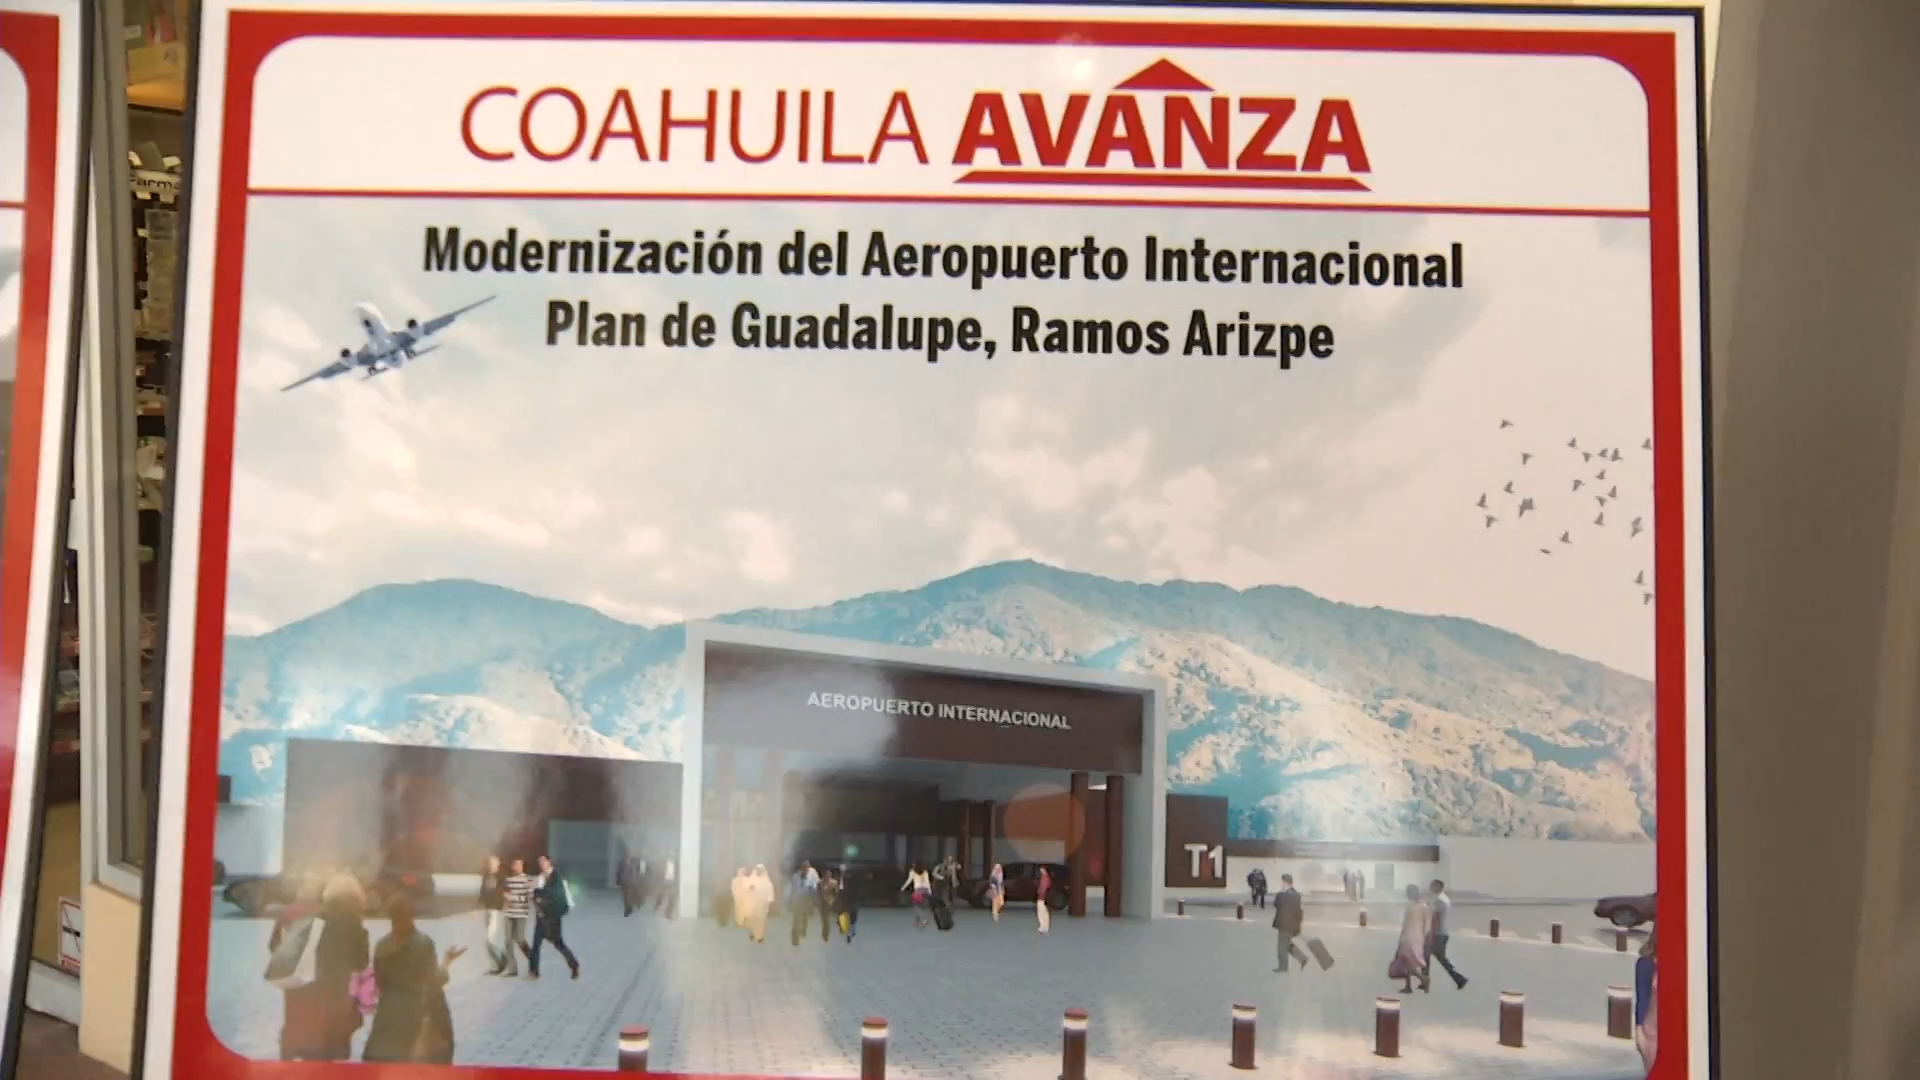 COAHUILA AVANZA
Modernización del Aeropuerto Internacional
Plan de Guadalupe, Ramos Arizpe
AEROPUERTO INTERNACIONAL
T1